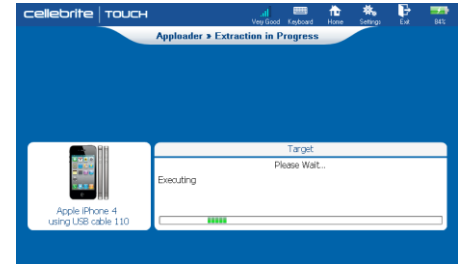 cellebrite TOUCH
Very Good Keyboard Home Settings Exit 84%
Apploader » Extraction in Progress
Target
Please Wait...
Executing
Apple iPhone 4
using USB cable 110